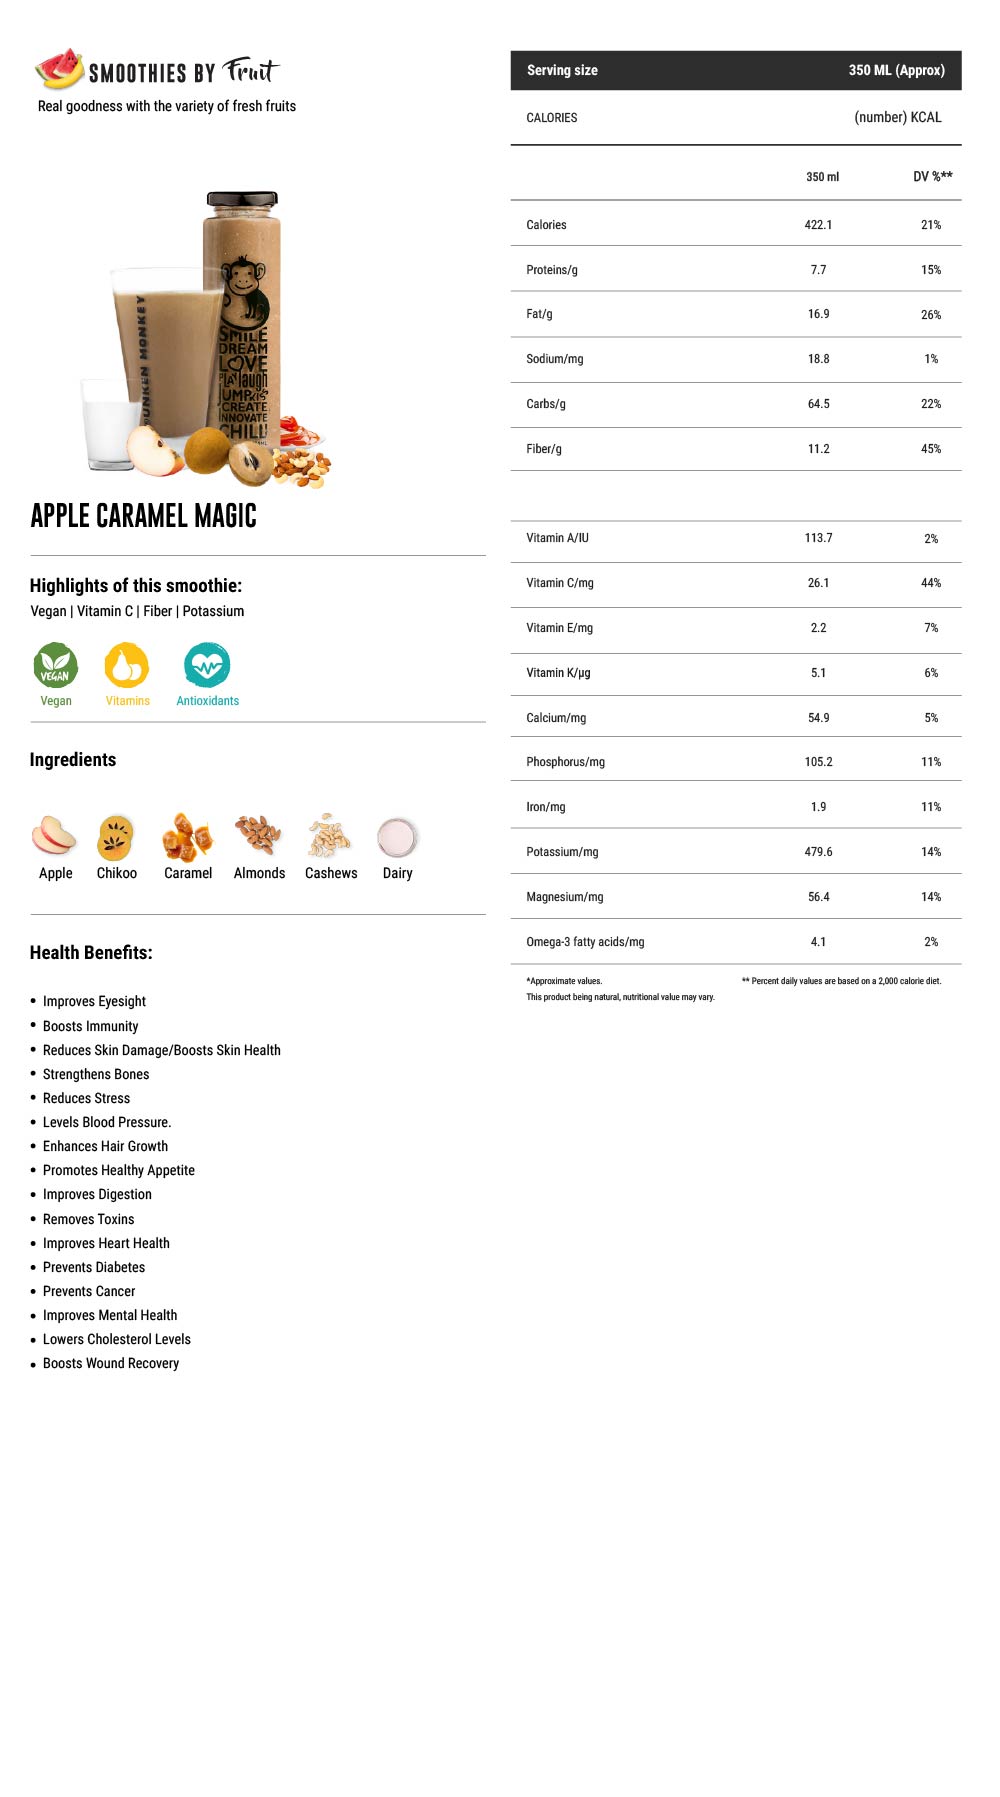 SMOOTHIES BY Fruit
Real goodness with the variety of fresh fruits
UNKEN MONKEY
SMILE
DREAM
LOVE
PLAY laugh
JUMP
CREATE
INNOVATE
CHILL!
APPLE CARAMEL MAGIC
Highlights of this smoothie:
Vegan | Vitamin C | Fiber | Potassium
VEGAN
Vegan Vitamins Antioxidants
Ingredients
Apple Chikoo Caramel Almonds Cashews Dairy
Health Benefits:
• Improves Eyesight
• Boosts Immunity
• Reduces Skin Damage/Boosts Skin Health
• Strengthens Bones
• Reduces Stress
• Levels Blood Pressure.
• Enhances Hair Growth
• Promotes Healthy Appetite
• Improves Digestion
• Removes Toxins
• Improves Heart Health
• Prevents Diabetes
• Prevents Cancer
• Improves Mental Health
• Lowers Cholesterol Levels
• Boosts Wound Recovery
Serving size 350 ML (Approx)
CALORIES (number) KCAL
350 ml DV %**
Calories 422.1 21%
Proteins/g 7.7 15%
Fat/g 16.9 26%
Sodium/mg 18.8 1%
Carbs/g 64.5 22%
Fiber/g 11.2 45%
Vitamin A/IU 113.7 2%
Vitamin C/mg 26.1 44%
Vitamin E/mg 2.2 7%
Vitamin K/µg 5.1 6%
Calcium/mg 54.9 5%
Phosphorus/mg 105.2 11%
Iron/mg 1.9 11%
Potassium/mg 479.6 14%
Magnesium/mg 56.4 14%
Omega-3 fatty acids/mg 4.1 2%
*Approximate values. ** Percent daily values are based on a 2,000 calorie diet.
This product being natural, nutritional value may vary.